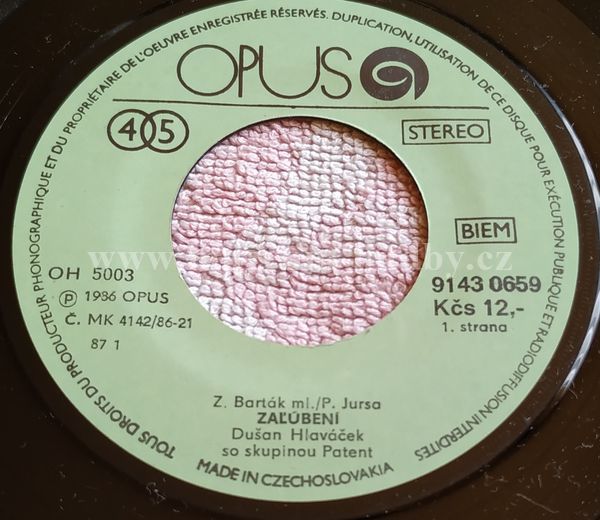 TOUS DROITS DU PRODUCTEUR PHONOGRAPHIQUE ET DU PROPRIÉTAIRE DE L'OEUVRE ENREGISTRÉE RÉSERVÉS. DUPLICATION, UTILISATION DE CE DISQUE POUR EXÉCUTION PUBLIQUE ET RADIODIFFUSION INTERDITES
OPUS
45
STEREO
BIEM
OH 5003
Ⓟ 1986 OPUS
Č. MK 4142/86-21
87 1
9143 0659
Kčs 12,-
1. strana
Z. Barták ml./P. Jursa
ZAĽÚBENÍ
Dušan Hlaváček
so skupinou Patent
MADE IN CZECHOSLOVAKIA